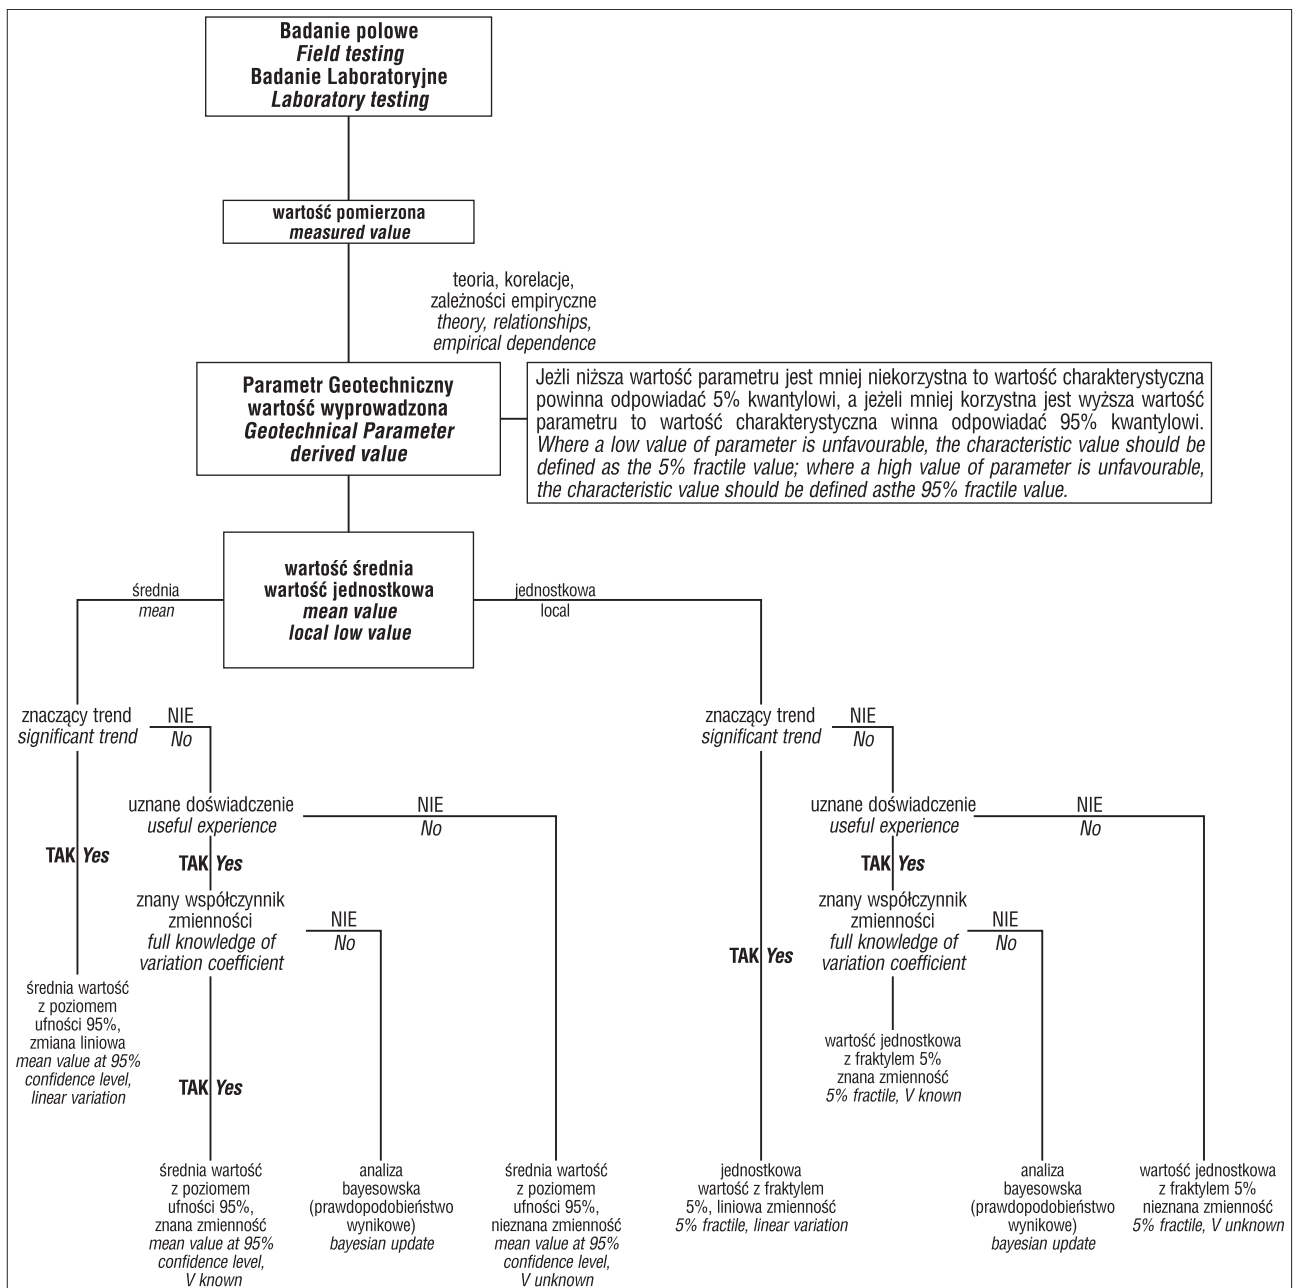 Badanie polowe
Field testing
Badanie Laboratoryjne
Laboratory testing
wartość pomierzona
measured value
teoria, korelacje,
zależności empiryczne
theory, relationships,
empirical dependence
Parametr Geotechniczny
wartość wyprowadzona
Geotechnical Parameter
derived value
Jeżli niższa wartość parametru jest mniej niekorzystna to wartość charakterystyczna
powinna odpowiadać 5% kwantylowi, a jeżeli mniej korzystna jest wyższa wartość
parametru to wartość charakterystyczna winna odpowiadać 95% kwantylowi.
Where a low value of parameter is unfavourable, the characteristic value should be
defined as the 5% fractile value; where a high value of parameter is unfavourable,
the characteristic value should be defined asthe 95% fractile value.
wartość średnia
wartość jednostkowa
mean value
local low value
średnia
mean
jednostkowa
local
znaczący trend
significant trend
NIE
No
uznane doświadczenie
useful experience
NIE
No
TAK Yes
TAK Yes
znany współczynnik
zmienności
full knowledge of
variation coefficient
NIE
No
średnia wartość
z poziomem
ufności 95%,
zmiana liniowa
mean value at 95%
confidence level,
linear variation
TAK Yes
średnia wartość
z poziomem
ufności 95%,
znana zmienność
mean value at 95%
confidence level,
V known
analiza
bayesowska
(prawdopodobieństwo
wynikowe)
bayesian update
średnia wartość
z poziomem
ufności 95%,
nieznana zmienność
mean value at 95%
confidence level,
V unknown
znaczący trend
significant trend
NIE
No
uznane doświadczenie
useful experience
NIE
No
TAK Yes
znany współczynnik
zmienności
full knowledge of
variation coefficient
NIE
No
TAK Yes
wartość jednostkowa
z fraktylem 5%
znana zmienność
5% fractile, V known
jednostkowa
wartość z fraktylem
5%, liniowa zmienność
5% fractile, linear variation
analiza
bayesowska
(prawdopodobieństwo
wynikowe)
bayesian update
wartość jednostkowa
z fraktylem 5%
nieznana zmienność
5% fractile, V unknown